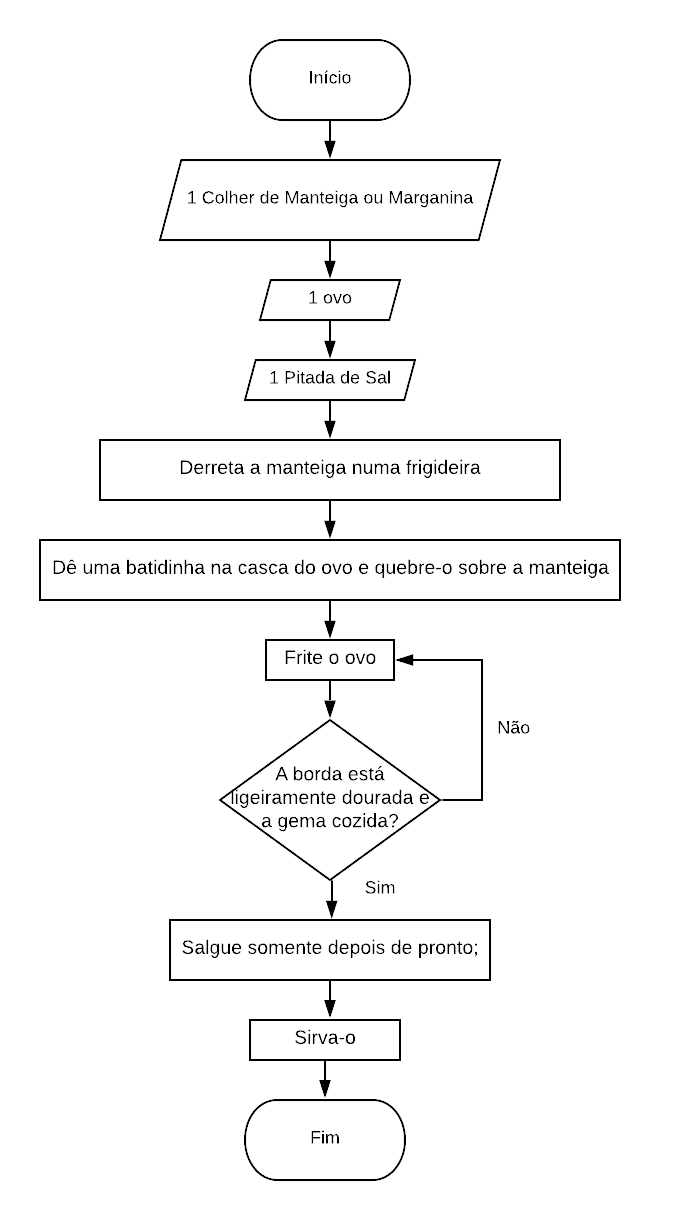 Início
1 Colher de Manteiga ou Marganina
1 ovo
1 Pitada de Sal
Derreta a manteiga numa frigideira
Dê uma batidinha na casca do ovo e quebre-o sobre a manteiga
Frite o ovo
Não
A borda está
ligeiramente dourada e
a gema cozida?
Sim
Salgue somente depois de pronto;
Sirva-o
Fim